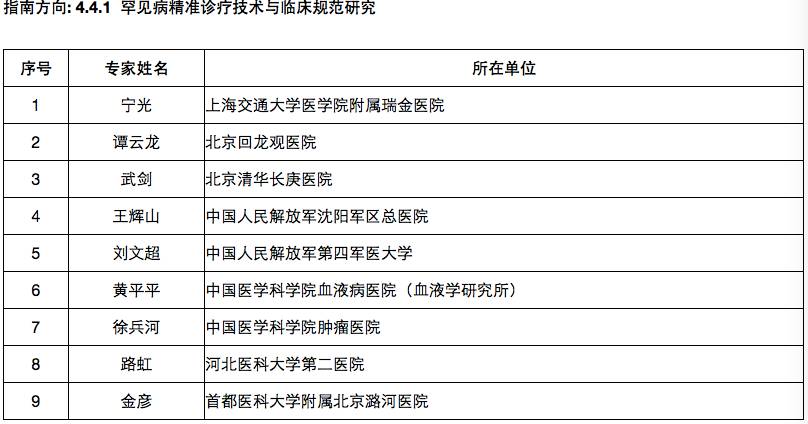 指南方向: 4.4.1 罕见病精准诊疗技术与临床规范研究
序号 专家姓名 所在单位
1 宁光 上海交通大学医学院附属瑞金医院
2 谭云龙 北京回龙观医院
3 武剑 北京清华长庚医院
4 王辉山 中国人民解放军沈阳军区总医院
5 刘文超 中国人民解放军第四军医大学
6 黄平平 中国医学科学院血液病医院（血液学研究所）
7 徐兵河 中国医学科学院肿瘤医院
8 路虹 河北医科大学第二医院
9 金彦 首都医科大学附属北京潞河医院